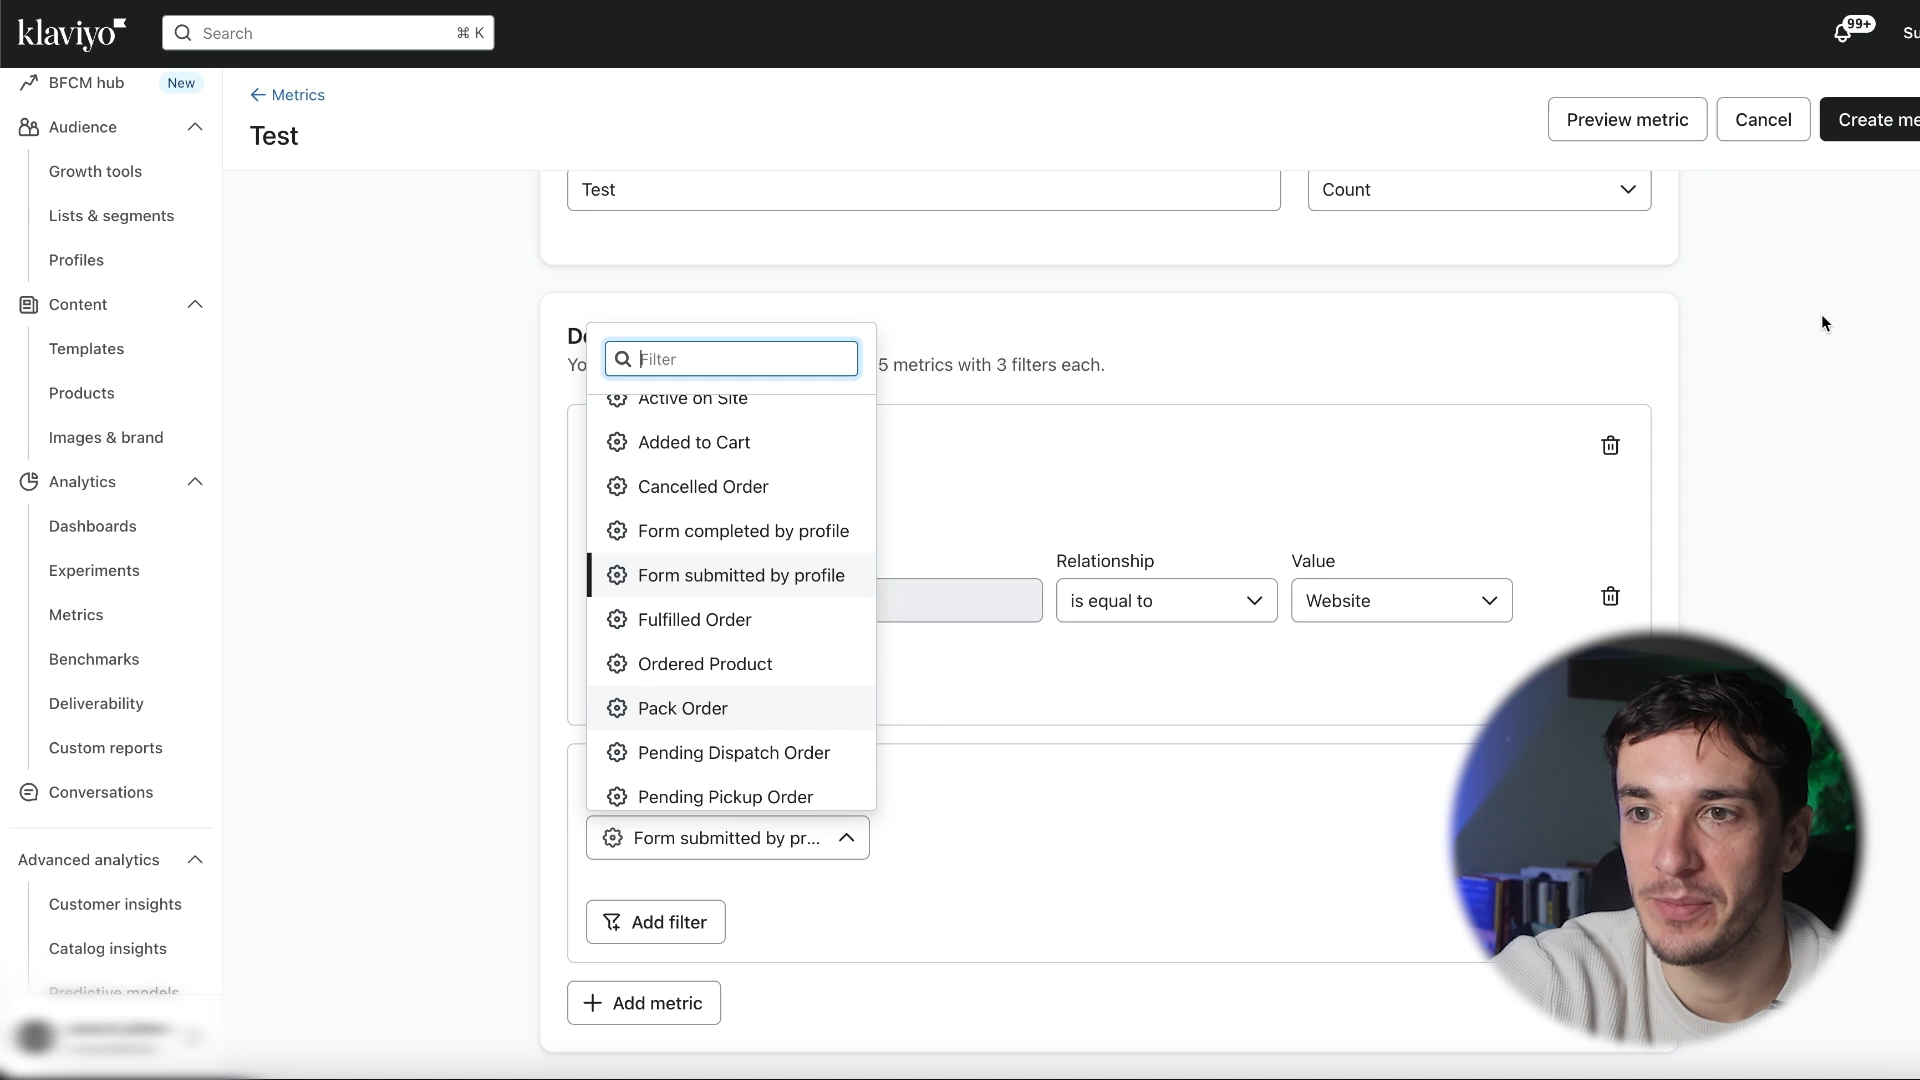 klaviyo
Search
⌘ K
99+
BFCM hub
New
Audience
Growth tools
Lists & segments
Profiles
Content
Templates
Products
Images & brand
Analytics
Dashboards
Experiments
Metrics
Benchmarks
Deliverability
Custom reports
Conversations
Advanced analytics
Customer insights
Catalog insights
Predictive models
← Metrics
Test
Preview metric
Cancel
Create me
Test
Count
5 metrics with 3 filters each.
Filter
Active on Site
Added to Cart
Cancelled Order
Form completed by profile
Form submitted by profile
Fulfilled Order
Ordered Product
Pack Order
Pending Dispatch Order
Pending Pickup Order
Relationship
Value
is equal to
Website
Form submitted by pr...
Add filter
Add metric